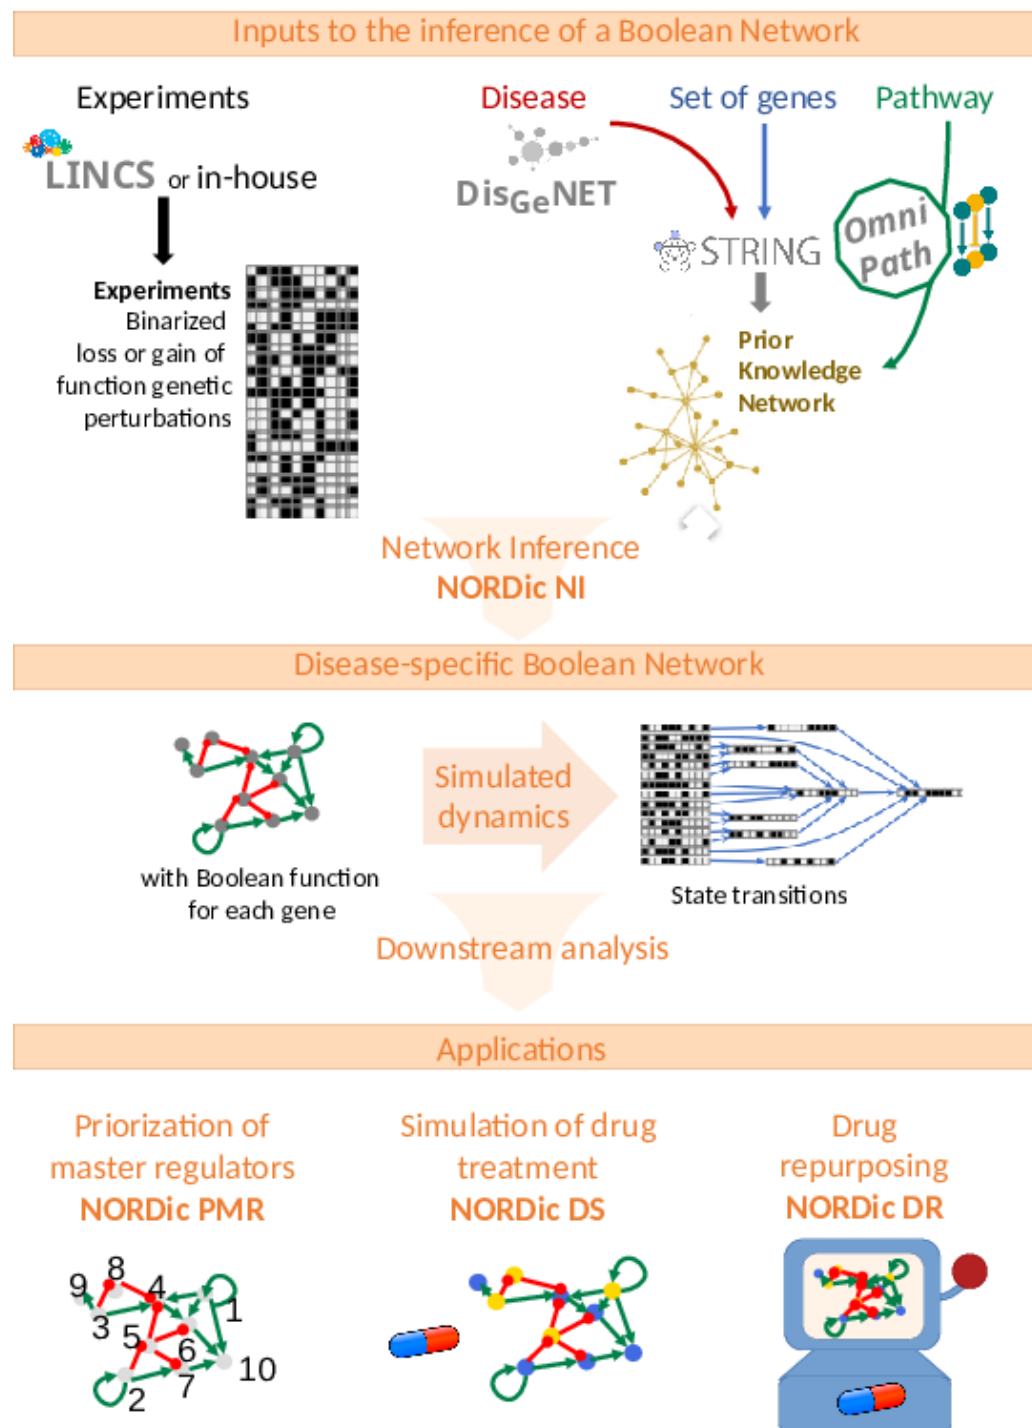 Inputs to the inference of a Boolean Network
Experiments
LINCS or in-house
Experiments
Binarized
loss or gain of
function genetic
perturbations
Disease
Set of genes
Pathway
DisGeNET
STRING
Omni
Path
Prior
Knowledge
Network
Network Inference
NORDic NI
Disease-specific Boolean Network
Simulated
dynamics
with Boolean function
for each gene
State transitions
Downstream analysis
Applications
Priorization of
master regulators
NORDic PMR
Simulation of drug
treatment
NORDic DS
Drug
repurposing
NORDic DR
9
8
4
3
1
5
6
10
2
7